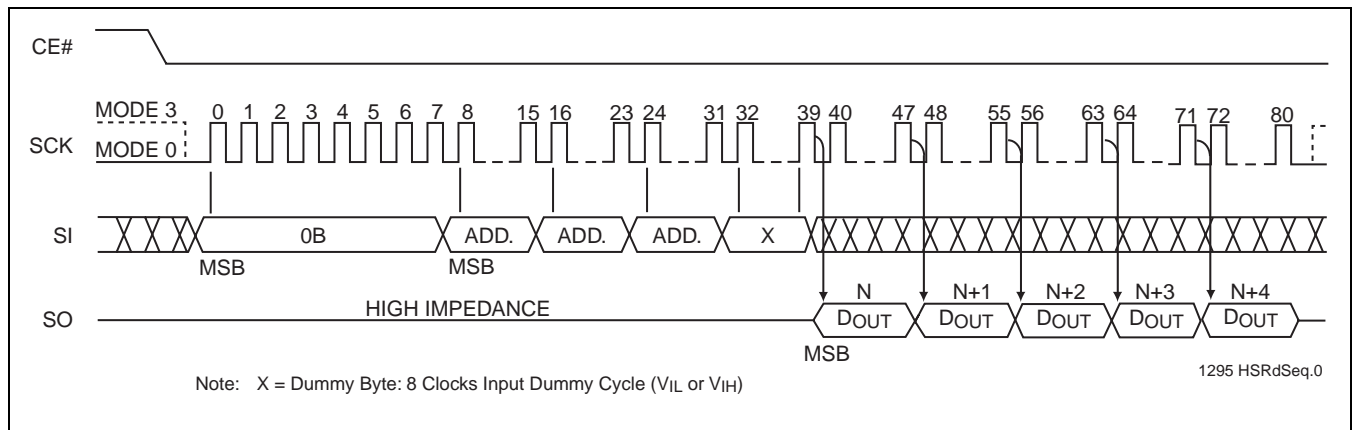 CE#
MODE 3 0 1 2 3 4 5 6 7 8 15 16 23 24 31 32 39 40 47 48 55 56 63 64 71 72 80
SCK MODE 0
SI 0B ADD. ADD. ADD. X
MSB MSB
N N+1 N+2 N+3 N+4
SO HIGH IMPEDANCE DOUT DOUT DOUT DOUT DOUT
MSB
1295 HSRdSeq.0
Note: X = Dummy Byte: 8 Clocks Input Dummy Cycle (VIL or VIH)